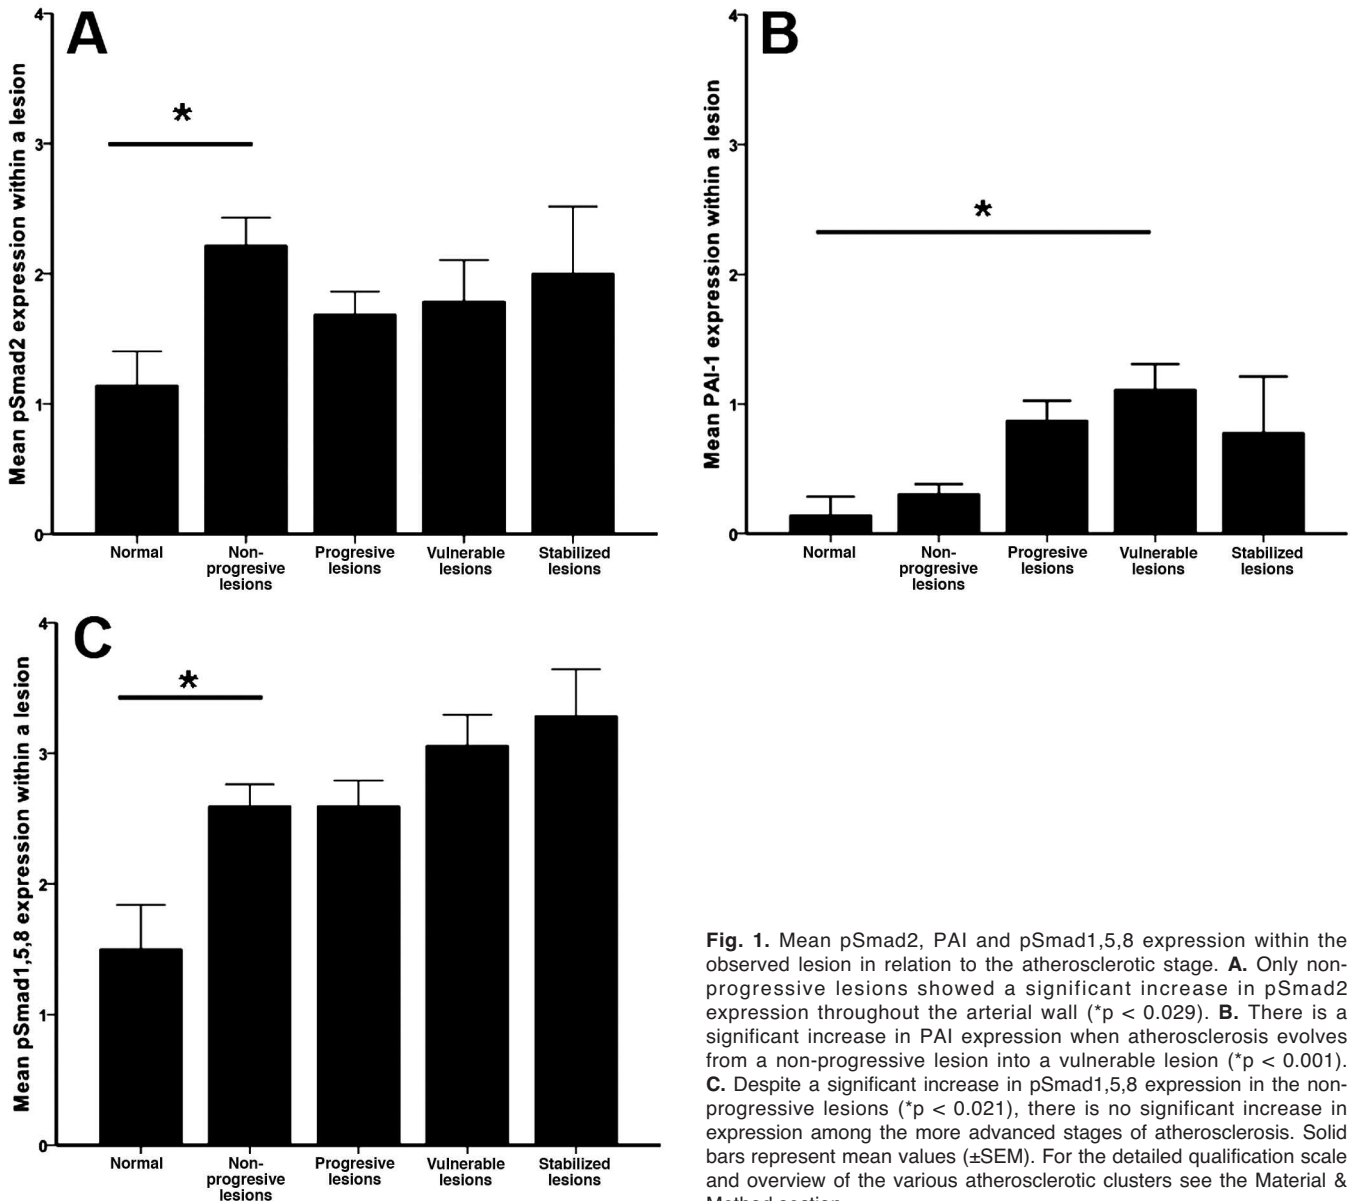 A
Mean pSmad2 expression within a lesion
4
3
2
1
0
*
Normal
Non-
progresive
lesions
Progresive
lesions
Vulnerable
lesions
Stabilized
lesions
B
Mean PAI-1 expression within a lesion
4
3
2
1
0
*
Normal
Non-
progresive
lesions
Progresive
lesions
Vulnerable
lesions
Stabilized
lesions
C
Mean pSmad1,5,8 expression within a lesion
4
3
2
1
0
*
Normal
Non-
progresive
lesions
Progresive
lesions
Vulnerable
lesions
Stabilized
lesions
Fig. 1. Mean pSmad2, PAI and pSmad1,5,8 expression within the
observed lesion in relation to the atherosclerotic stage. A. Only non-
progressive lesions showed a significant increase in pSmad2
expression throughout the arterial wall (*p < 0.029). B. There is a
significant increase in PAI expression when atherosclerosis evolves
from a non-progressive lesion into a vulnerable lesion (*p < 0.001).
C. Despite a significant increase in pSmad1,5,8 expression in the non-
progressive lesions (*p < 0.021), there is no significant increase in
expression among the more advanced stages of atherosclerosis. Solid
bars represent mean values (±SEM). For the detailed qualification scale
and overview of the various atherosclerotic clusters see the Material &